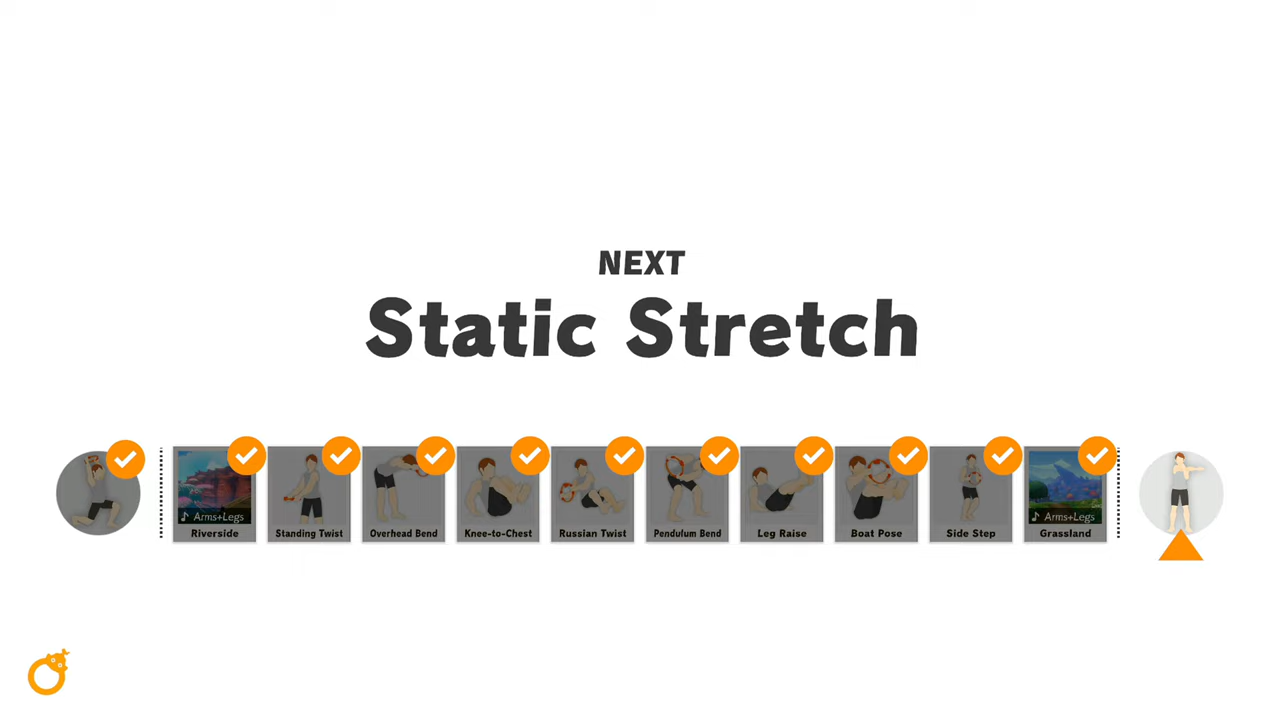 NEXT
Static Stretch
♪ Arms+Legs
Riverside
Standing Twist
Overhead Bend
Knee-to-Chest
Russian Twist
Pendulum Bend
Leg Raise
Boat Pose
Side Step
♪ Arms+Legs
Grassland